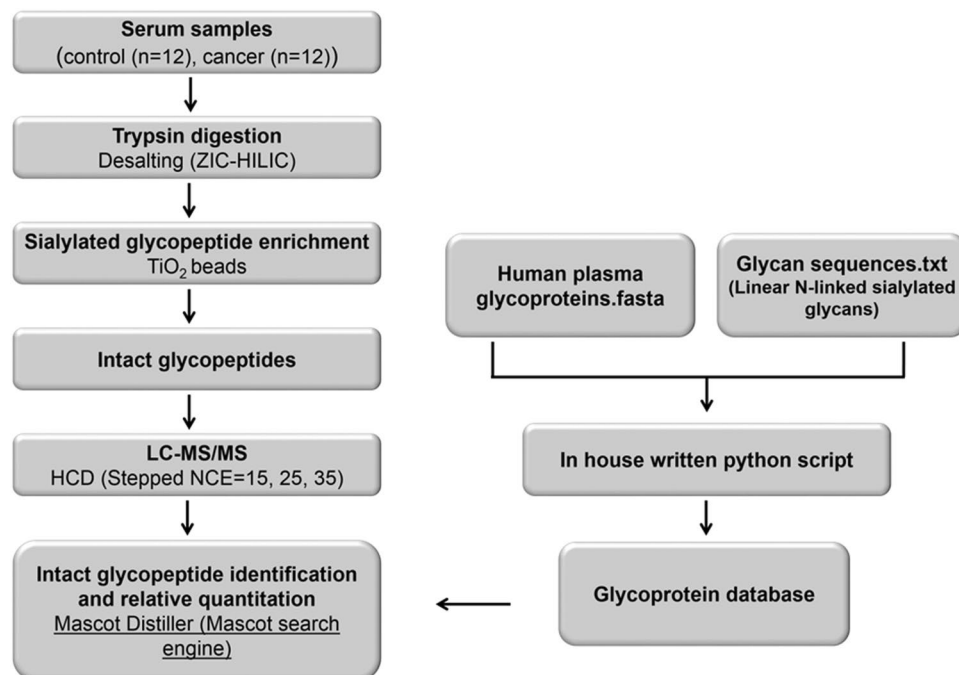 Serum samples
(control (n=12), cancer (n=12))
Trypsin digestion
Desalting (ZIC-HILIC)
Sialylated glycopeptide enrichment
TiO₂ beads
Intact glycopeptides
LC-MS/MS
HCD (Stepped NCE=15, 25, 35)
Intact glycopeptide identification
and relative quantitation
Mascot Distiller (Mascot search
engine)
Human plasma
glycoproteins.fasta
Glycan sequences.txt
(Linear N-linked sialylated
glycans)
In house written python script
Glycoprotein database